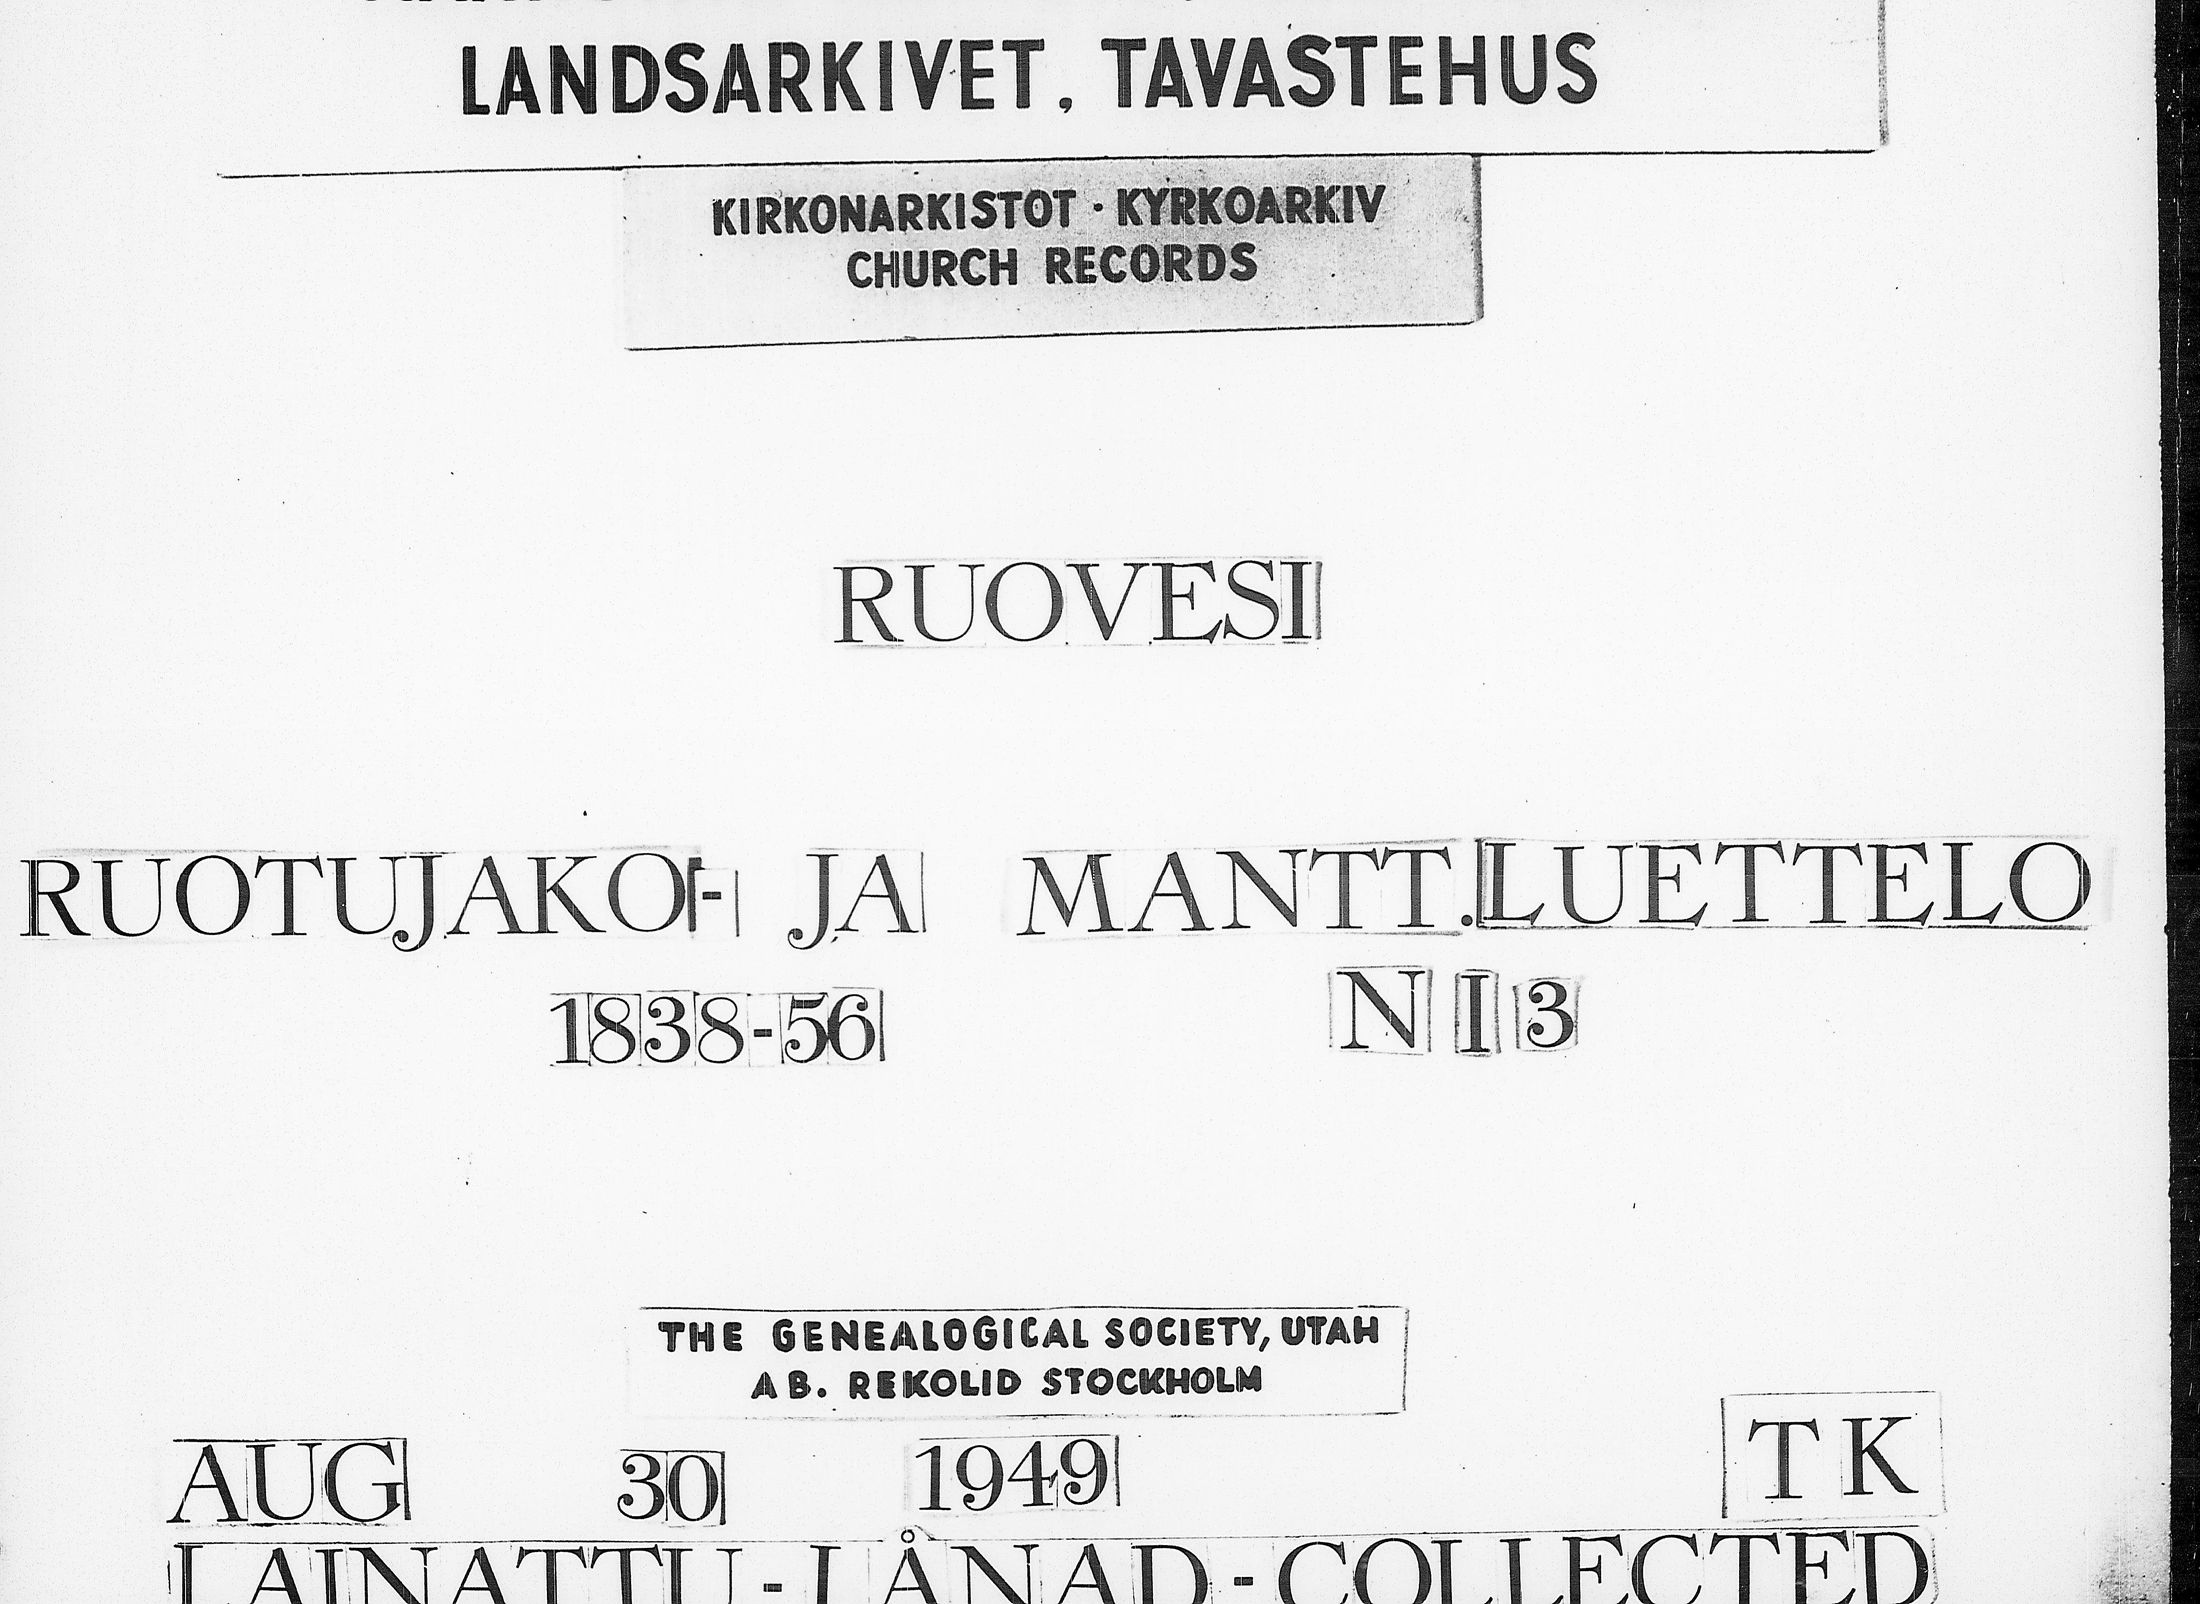 LANDSARKIVET, TAVASTEHUS
KIRKONARKISTOT · KYRKOARKIV
CHURCH RECORDS
RUOVESI
RUOTUJAKO- JA MANTT.LUETTELO
1838-56 N I 3
THE GENEALOGICAL SOCIETY, UTAH
AB. REKOLID STOCKHOLM
AUG 30 1949 TK
LAINATTU - LÅNAD - COLLECTED